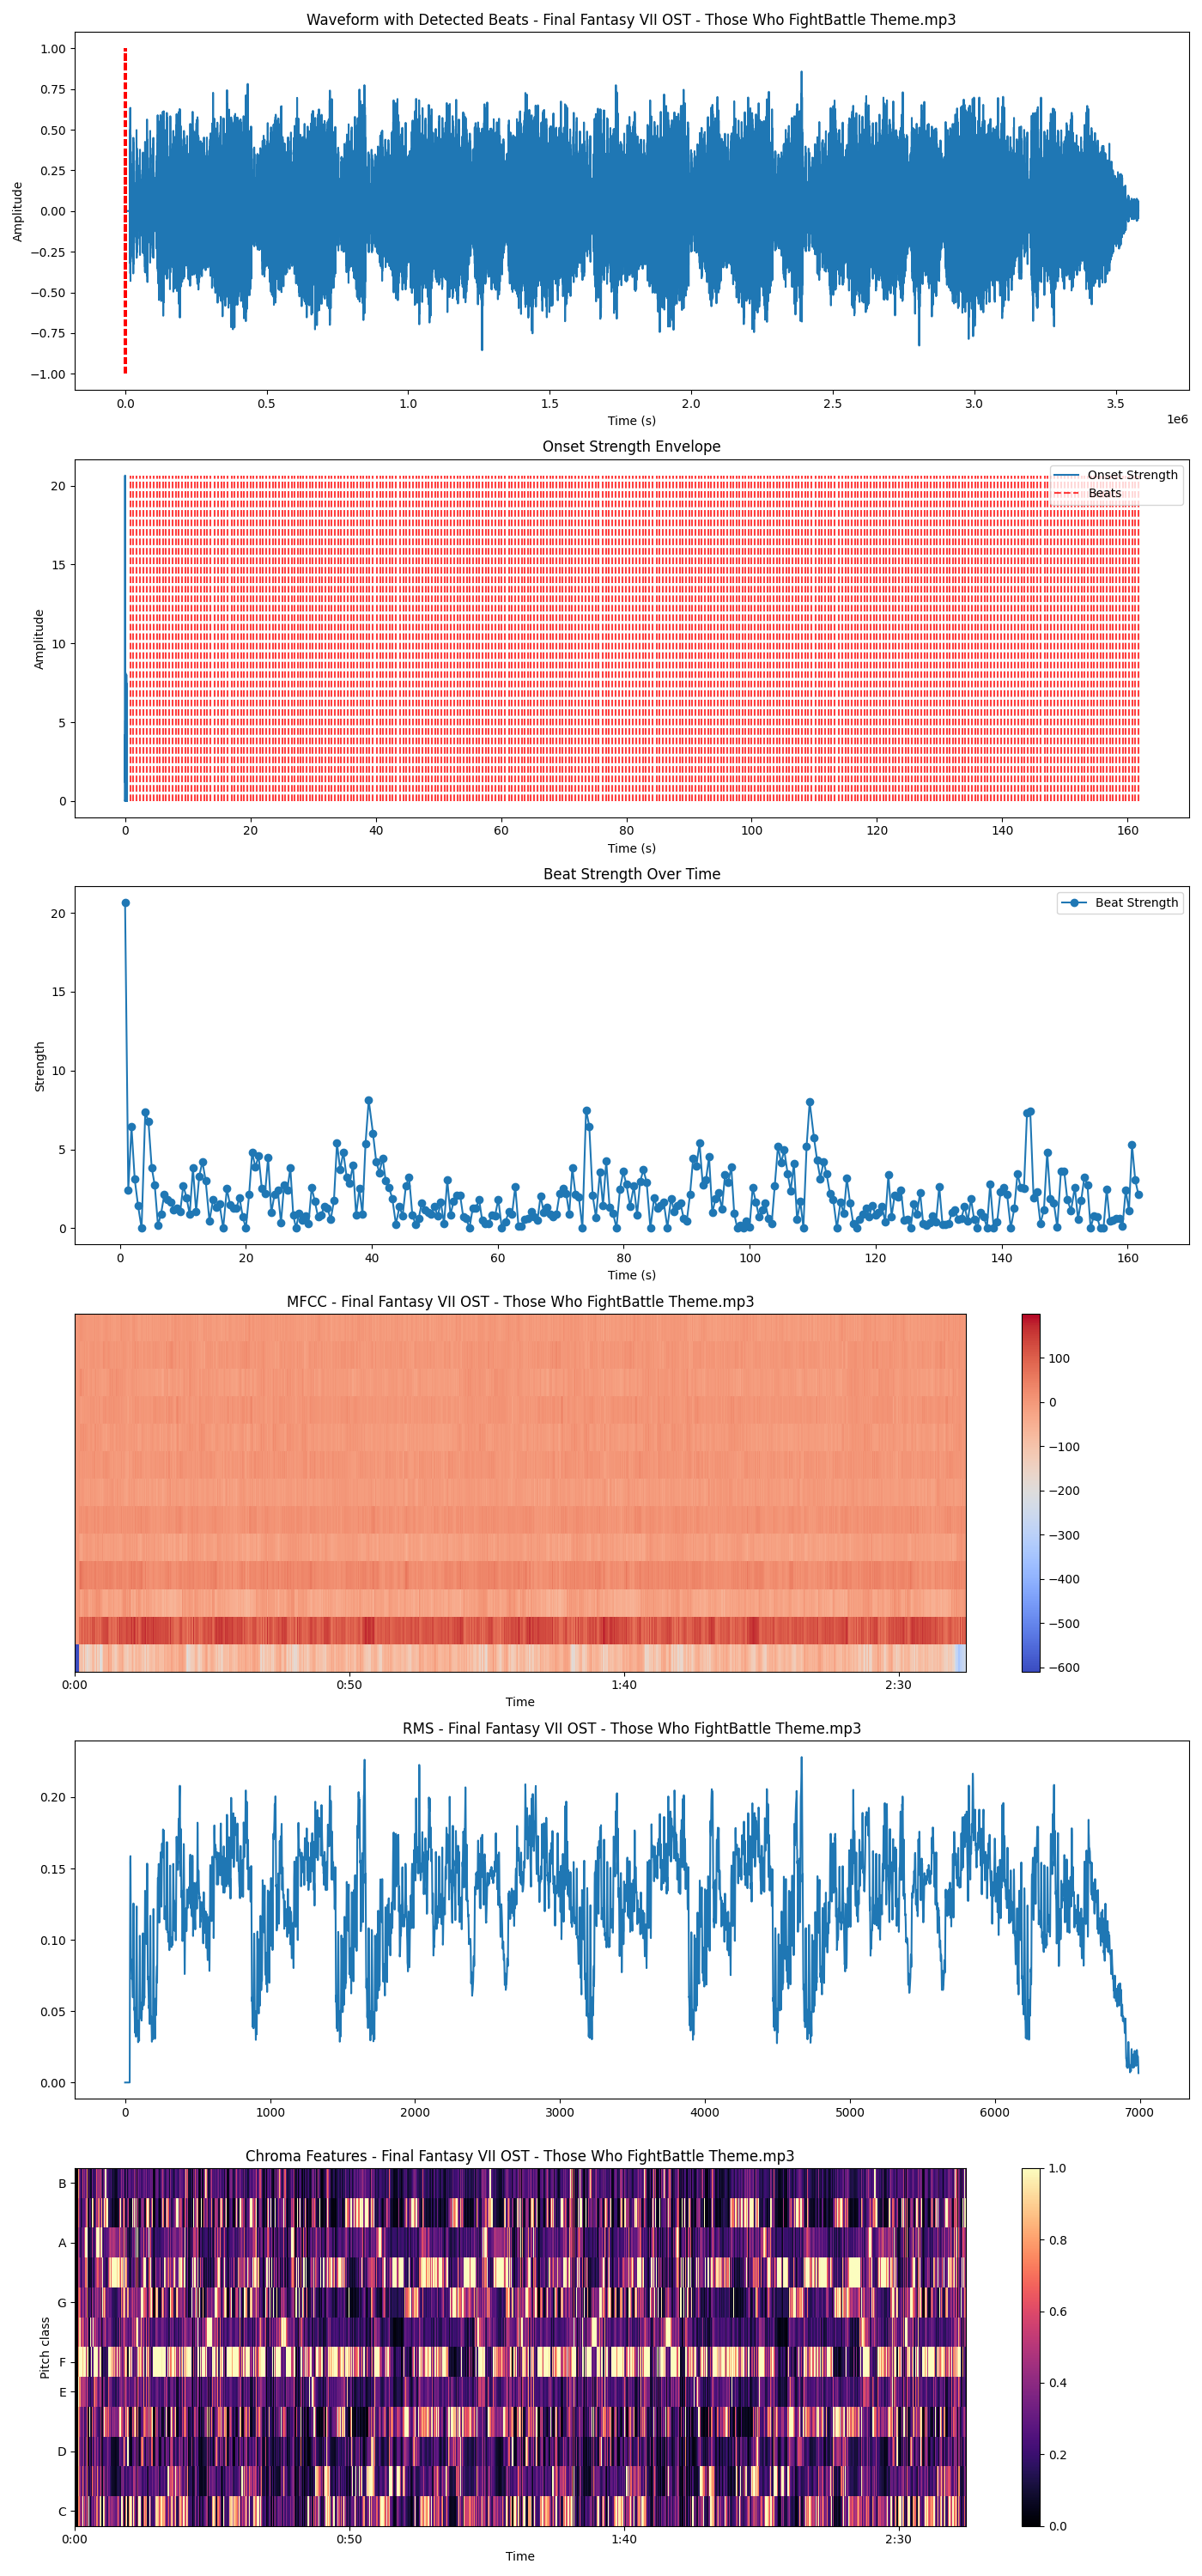 Waveform with Detected Beats - Final Fantasy VII OST - Those Who FightBattle Theme.mp3
1.00
0.75
0.50
0.25
0.00
−0.25
−0.50
−0.75
−1.00
Amplitude
0.0 0.5 1.0 1.5 2.0 2.5 3.0 3.5
1e6
Time (s)
Onset Strength Envelope
Onset Strength
Beats
20
15
10
5
0
Amplitude
0 20 40 60 80 100 120 140 160
Time (s)
Beat Strength Over Time
Beat Strength
20
15
10
5
0
Strength
0 20 40 60 80 100 120 140 160
Time (s)
MFCC - Final Fantasy VII OST - Those Who FightBattle Theme.mp3
100
0
−100
−200
−300
−400
−500
−600
0:00 0:50 1:40 2:30
Time
RMS - Final Fantasy VII OST - Those Who FightBattle Theme.mp3
0.20
0.15
0.10
0.05
0.00
0 1000 2000 3000 4000 5000 6000 7000
Chroma Features - Final Fantasy VII OST - Those Who FightBattle Theme.mp3
B
A
G
F
E
D
C
Pitch class
1.0
0.8
0.6
0.4
0.2
0.0
0:00 0:50 1:40 2:30
Time